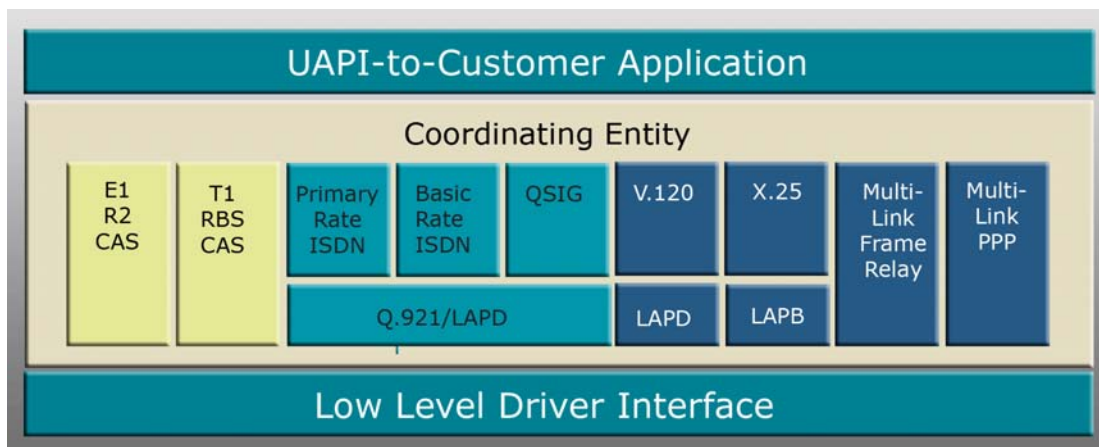 UAPI-to-Customer Application
Coordinating Entity
E1
R2
CAS
T1
RBS
CAS
Primary
Rate
ISDN
Basic
Rate
ISDN
QSIG
V.120
X.25
Multi-
Link
Frame
Relay
Multi-
Link
PPP
Q.921/LAPD
LAPD
LAPB
Low Level Driver Interface